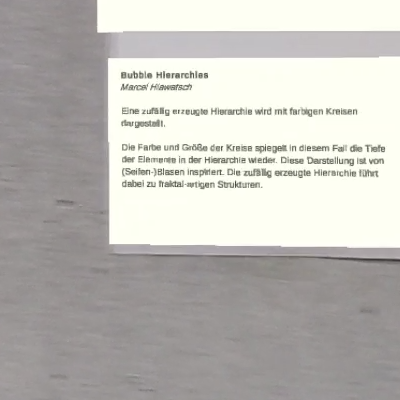 Bubble Hierarchies
Marcel Hlawatsch
Eine zufällig erzeugte Hierarchie wird mit farbigen Kreisen
dargestellt.
Die Farbe und Größe der Kreise spiegelt in diesem Fall die Tiefe
der Elemente in der Hierarchie wieder. Diese Darstellung ist von
(Seifen-)Blasen inspiriert. Die zufällig erzeugte Hierarchie führt
dabei zu fraktal-artigen Strukturen.